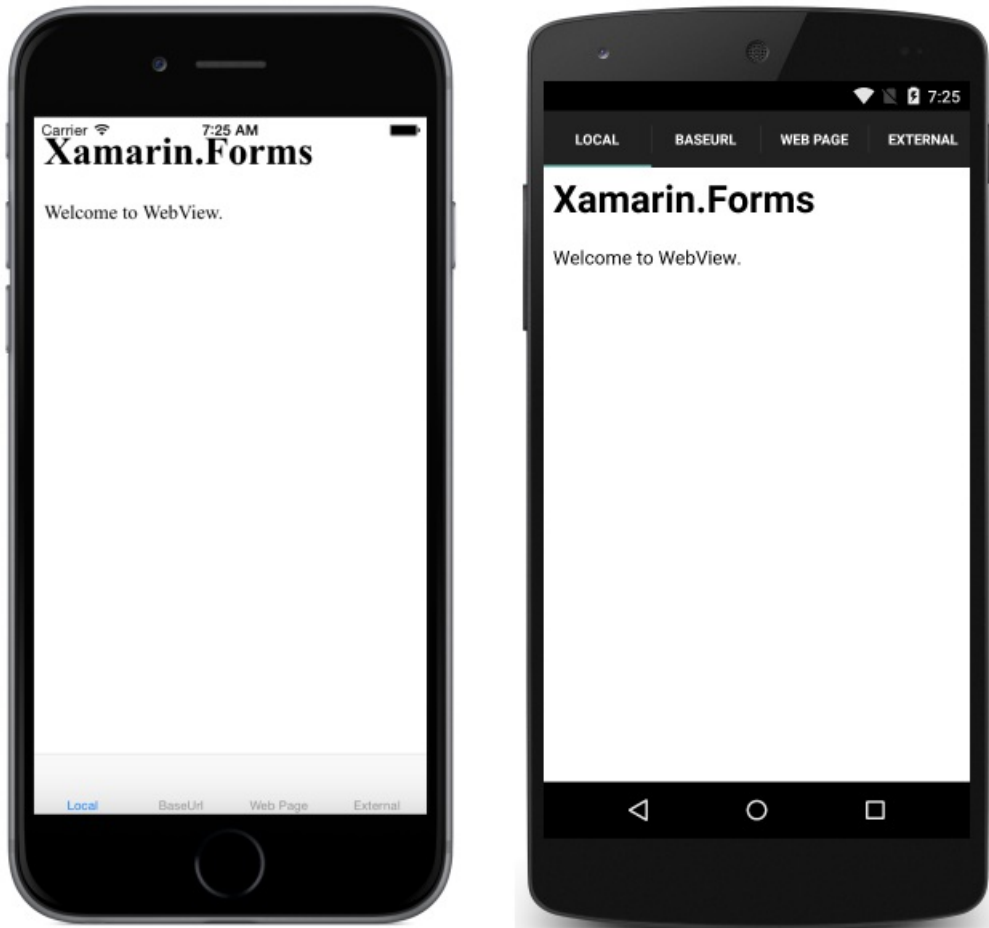 Carrier 7:25 AM
Xamarin.Forms
Welcome to WebView.
Local BaseUrl Web Page External
7:25
LOCAL BASEURL WEB PAGE EXTERNAL
Xamarin.Forms
Welcome to WebView.